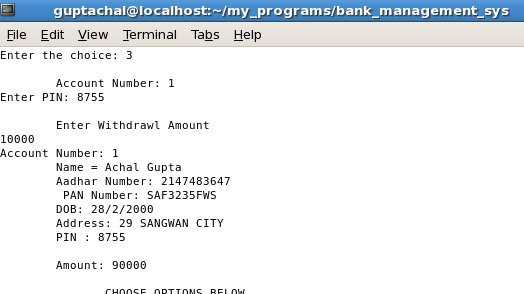 guptachal@localhost:~/my_programs/bank_management_sys
File Edit View Terminal Tabs Help
Enter the choice: 3
Account Number: 1
Enter PIN: 8755
Enter Withdrawl Amount
10000
Account Number: 1
Name = Achal Gupta
Aadhar Number: 2147483647
PAN Number: SAF3235FWS
DOB: 28/2/2000
Address: 29 SANGWAN CITY
PIN : 8755
Amount: 90000
CHOOSE OPTIONS BELOW